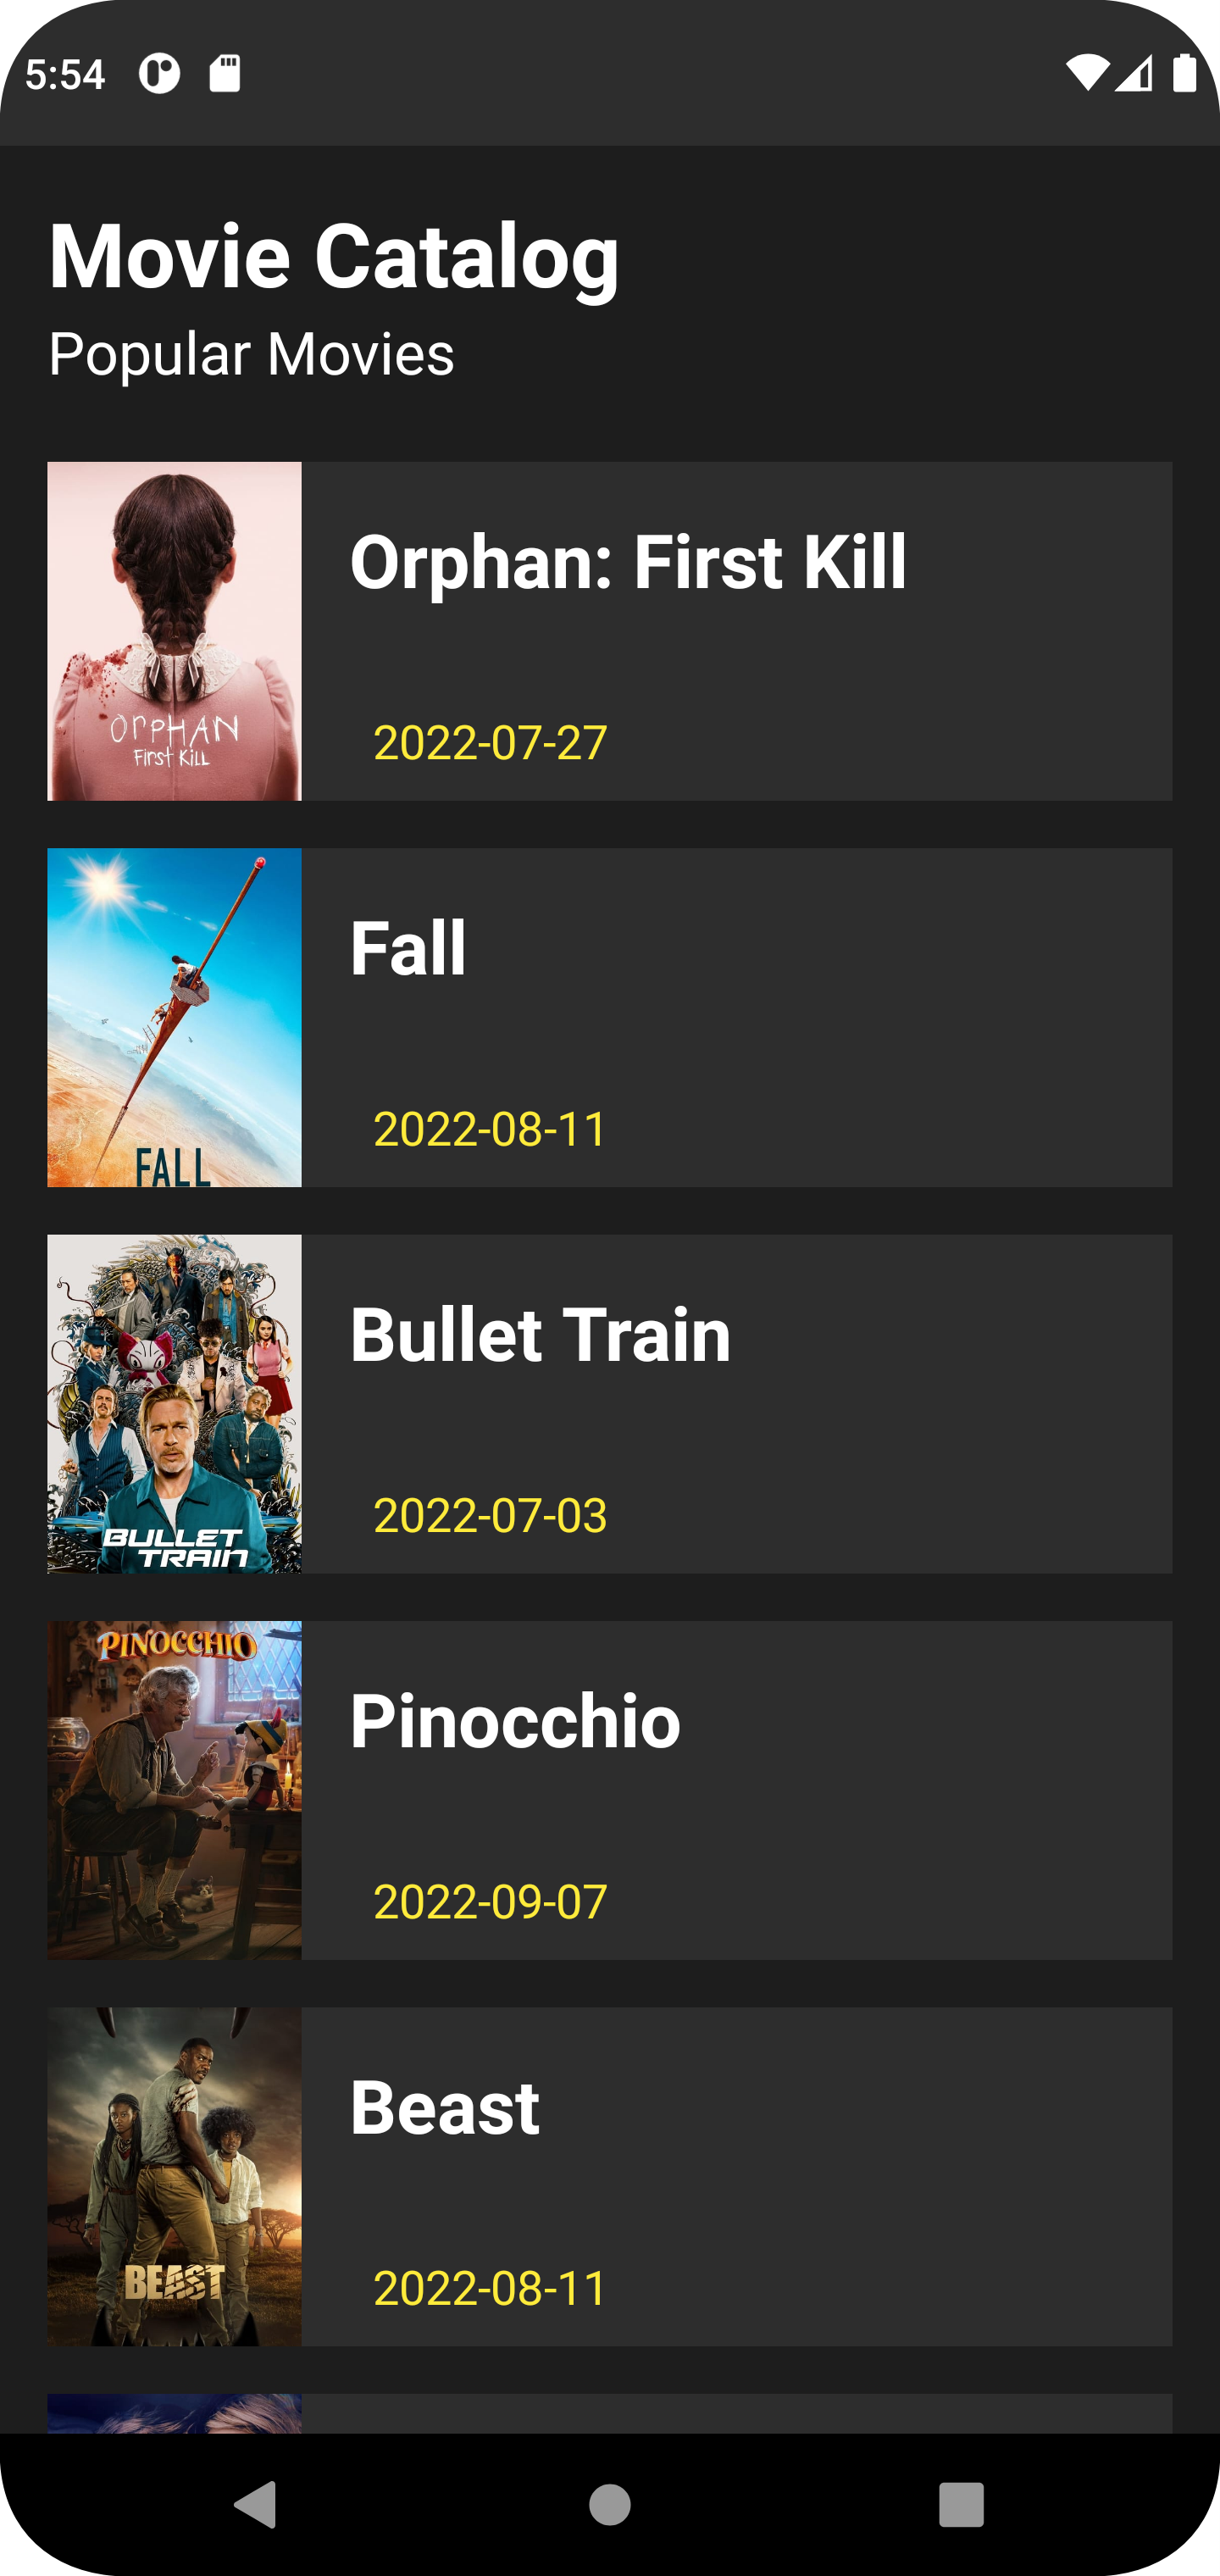 5:54
Movie Catalog
Popular Movies
OrPHAN
First KiLL
Orphan: First Kill
2022-07-27
FALL
Fall
2022-08-11
BULLET
TRAIN
Bullet Train
2022-07-03
PINOCCHIO
Pinocchio
2022-09-07
BEAST
Beast
2022-08-11